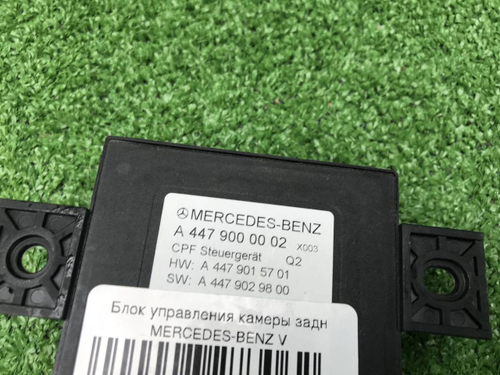 MERCEDES-BENZ
A 447 900 00 02 X003
CPF Steuergerät Q2
HW: A 447 901 57 01
SW: A 447 902 98 00
Блок управления камеры задн
MERCEDES-BENZ V